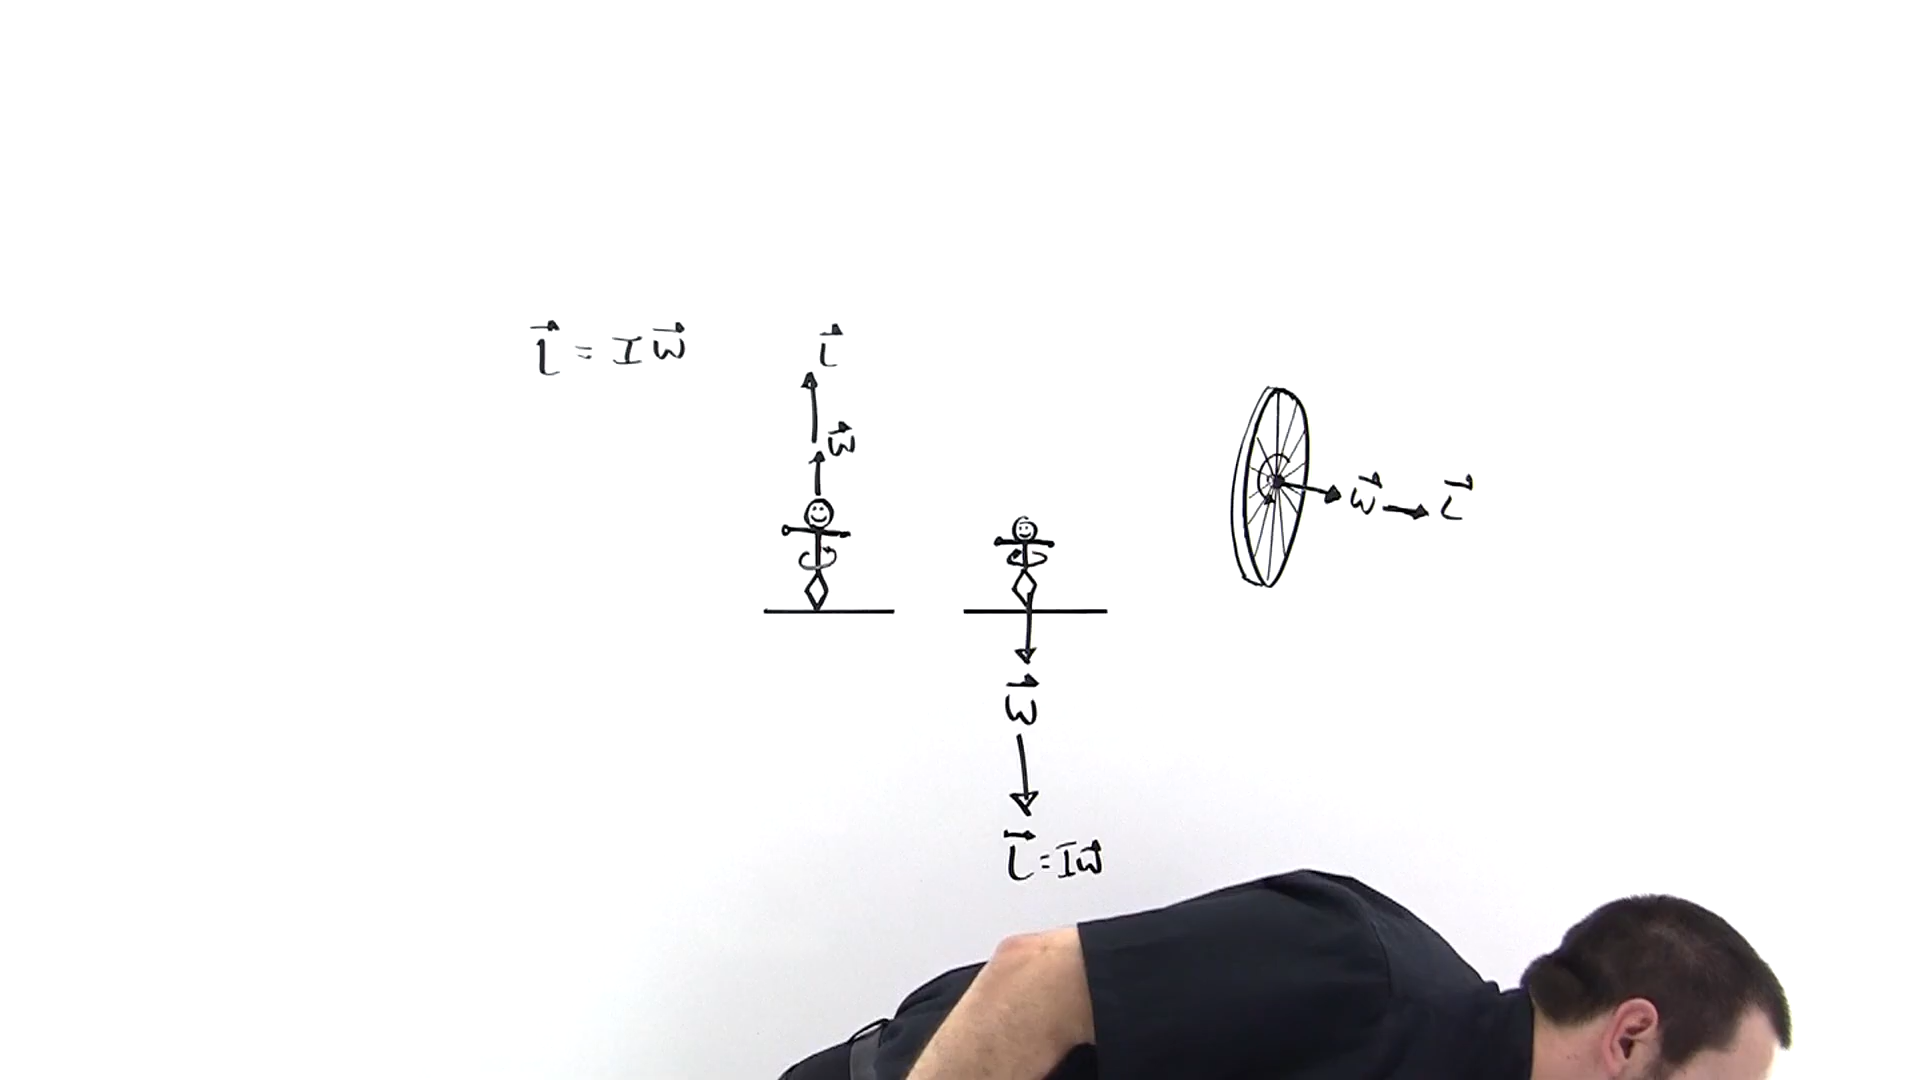 L⃗ = Iω⃗
L⃗
ω⃗
ω⃗
L⃗ = Iω⃗
ω⃗ → L⃗